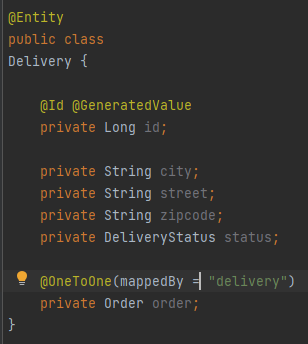 @Entity
public class
Delivery {
@Id @GeneratedValue
private Long id;
private String city;
private String street;
private String zipcode;
private DeliveryStatus status;
@OneToOne(mappedBy = "delivery")
private Order order;
}